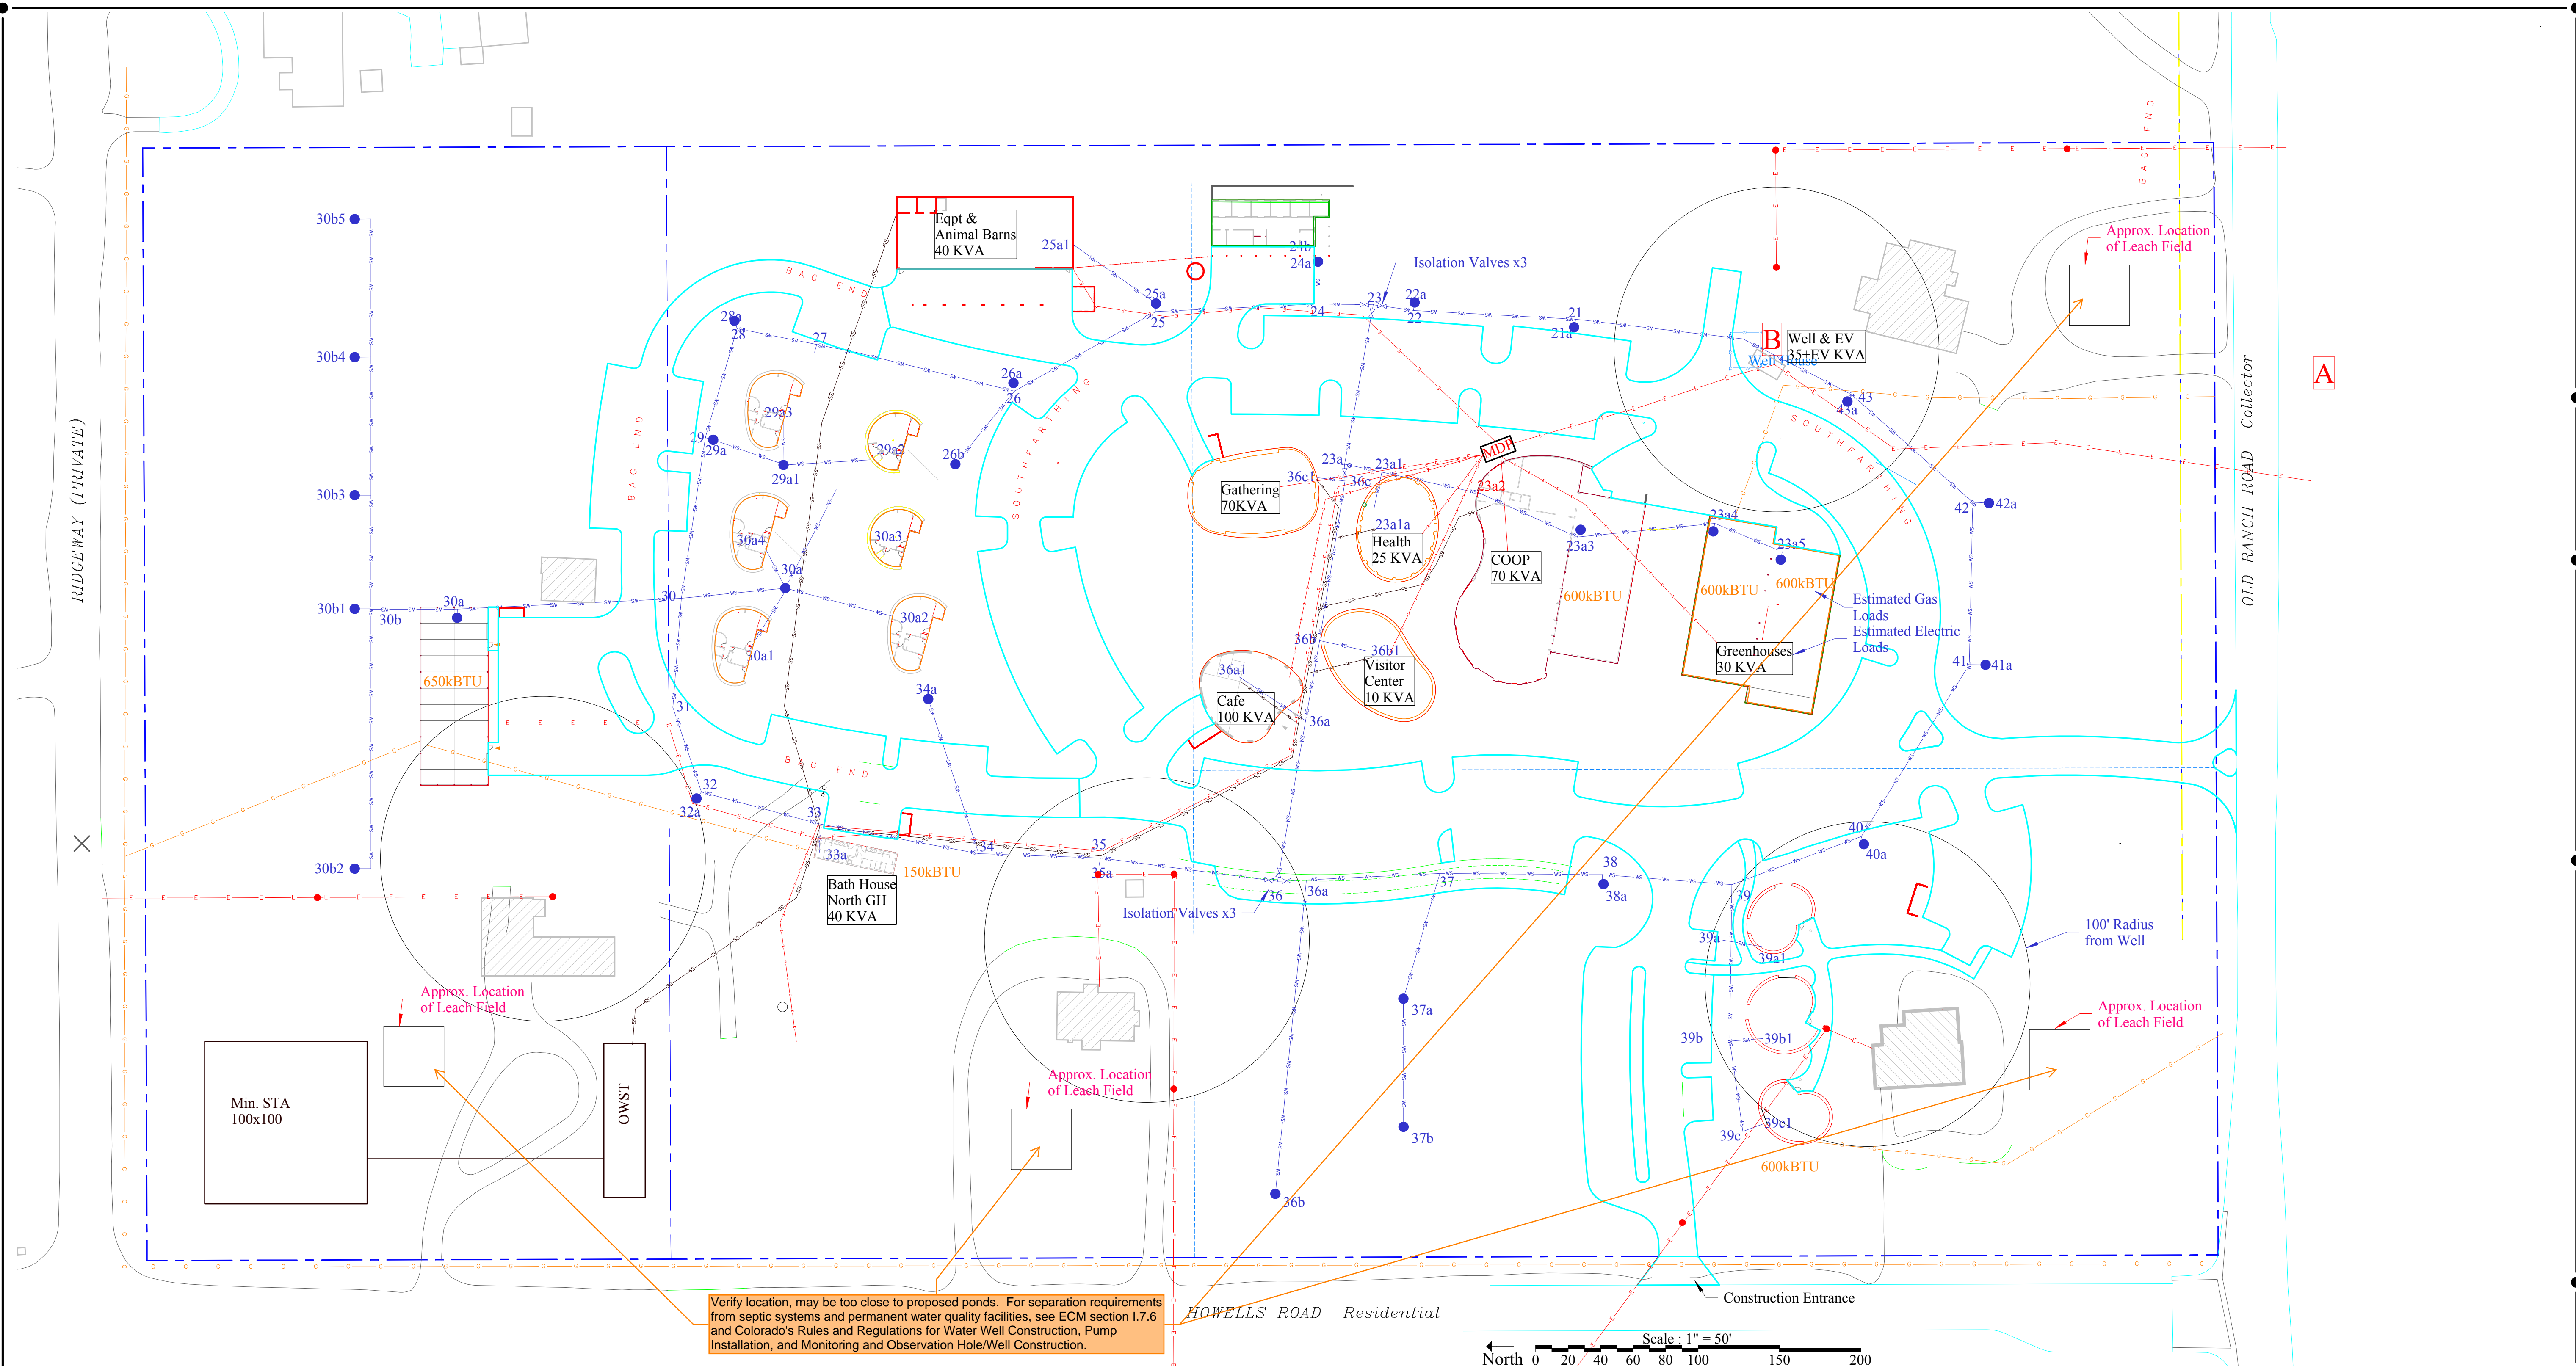 BAG END
30b5
Eqpt &
Animal Barns
40 KVA
25a1
24b
24a
Isolation Valves x3
Approx. Location
of Leach Field
BAG END
25a
25
24
23
22a
22
21
21a
28a
28
27
B
Well & EV
35+EV KVA
Well House
30b4
26a
26
43
43a
A
OLD RANCH ROAD Collector
RIDGEWAY (PRIVATE)
BAG END
SOUTHFARTHING
SOUTHFARTHING
29a3
29
29a
29a2
29a1
26b
MDP
23a
23a1
36c1
36c
23a2
Gathering
70KVA
30b3
42
42a
23a1a
Health
25 KVA
23a3
23a4
23a5
COOP
70 KVA
30a4
30a3
30a
600kBTU
600kBTU
600kBTU
Estimated Gas
Loads
Estimated Electric
Loads
30b1
30b
30a
30
30a2
30a1
36b
36b1
Visitor
Center
10 KVA
Greenhouses
30 KVA
41
41a
650kBTU
36a1
Cafe
100 KVA
36a
34a
31
BAG END
32
32a
33
33a
34
35
35a
150kBTU
Bath House
North GH
40 KVA
30b2
36
36a
Isolation Valves x3
37
38
38a
39
40
40a
39a
39a1
100' Radius
from Well
Approx. Location
of Leach Field
37a
Approx. Location
of Leach Field
39b
39b1
Approx. Location
of Leach Field
Min. STA
100x100
OWST
37b
39c
39c1
600kBTU
36b
Verify location, may be too close to proposed ponds. For separation requirements
from septic systems and permanent water quality facilities, see ECM section I.7.6
and Colorado's Rules and Regulations for Water Well Construction, Pump
Installation, and Monitoring and Observation Hole/Well Construction.
HOWELLS ROAD Residential
Construction Entrance
Scale : 1" = 50'
North 0 20 40 60 80 100 150 200